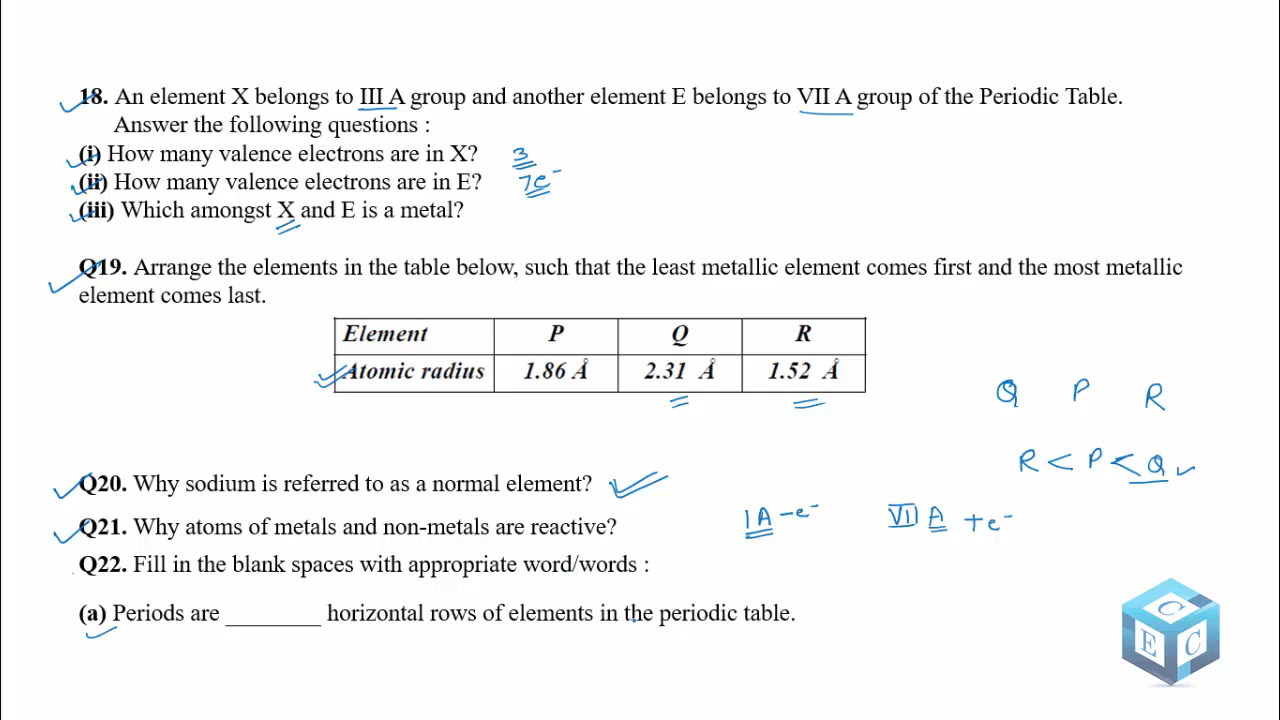 18. An element X belongs to III A group and another element E belongs to VII A group of the Periodic Table.
Answer the following questions :
(i) How many valence electrons are in X? 3
(ii) How many valence electrons are in E? 7e⁻
(iii) Which amongst X and E is a metal?
Q19. Arrange the elements in the table below, such that the least metallic element comes first and the most metallic
element comes last.
Element P Q R
Atomic radius 1.86 Å 2.31 Å 1.52 Å
Q P R
R < P < Q
Q20. Why sodium is referred to as a normal element?
Q21. Why atoms of metals and non-metals are reactive? IA -e⁻ VII A +e⁻
Q22. Fill in the blank spaces with appropriate word/words :
(a) Periods are ________ horizontal rows of elements in the periodic table.
C
E C